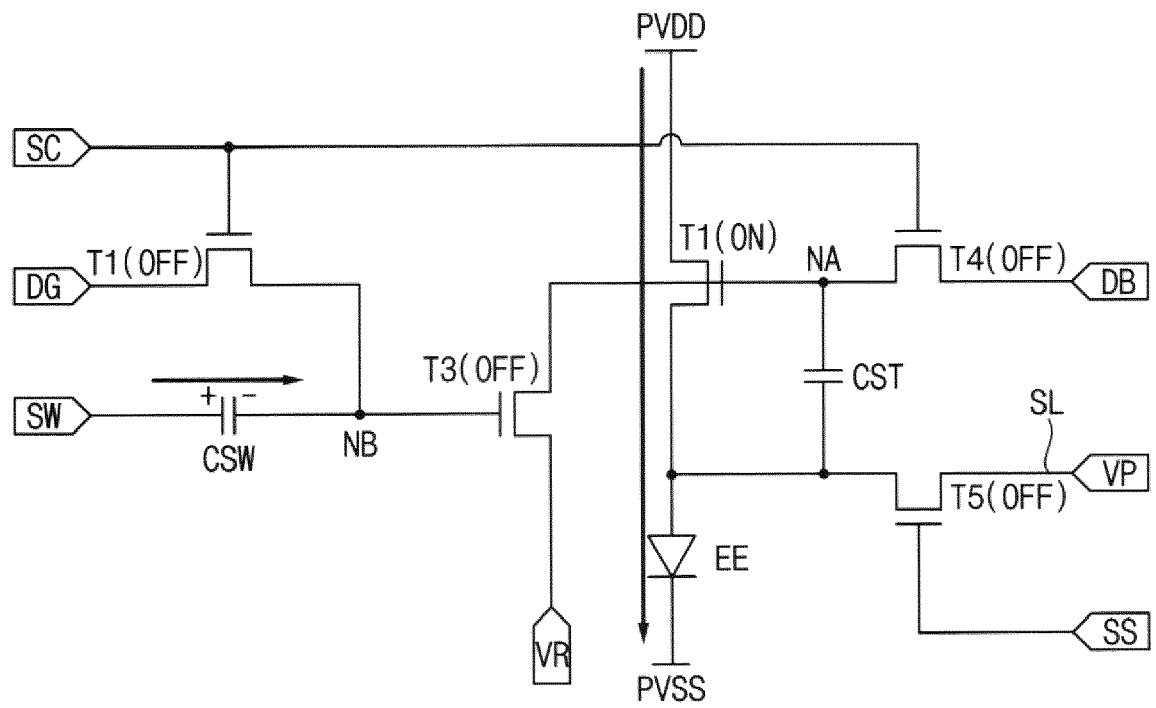 PVDD
SC
T1(OFF)
T1(ON)
NA
T4(OFF)
DG
DB
T3(OFF)
CST
+ -
SW
SL
CSW
NB
VP
T5(OFF)
EE
SS
VR
PVSS